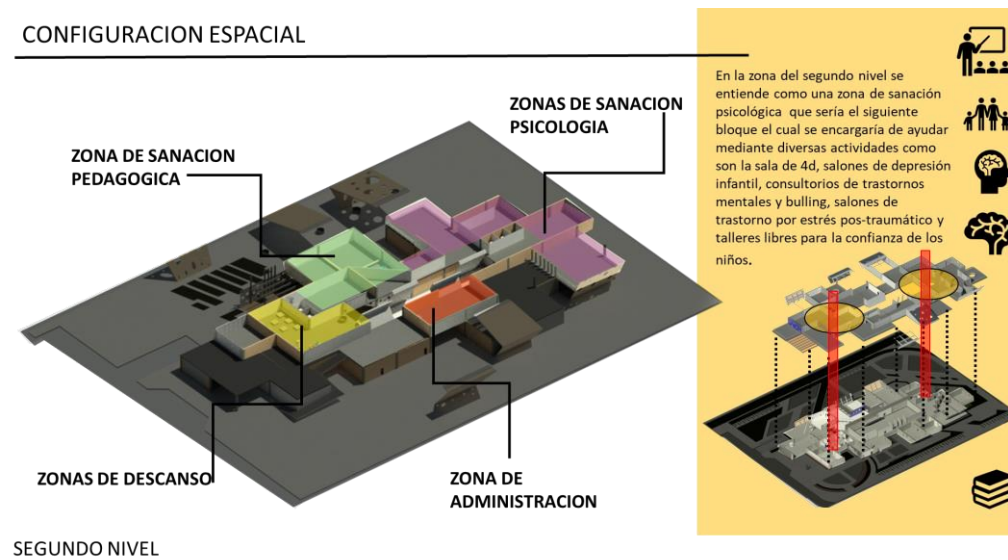 CONFIGURACION ESPACIAL
ZONAS DE SANACION
PSICOLOGIA
ZONA DE SANACION
PEDAGOGICA
ZONAS DE DESCANSO
ZONA DE
ADMINISTRACION
SEGUNDO NIVEL
En la zona del segundo nivel se
entiende como una zona de sanación
psicológica que sería el siguiente
bloque el cual se encargaría de ayudar
mediante diversas actividades como
son la sala de 4d, salones de depresión
infantil, consultorios de trastornos
mentales y bulling, salones de
trastorno por estrés pos-traumático y
talleres libres para la confianza de los
niños.